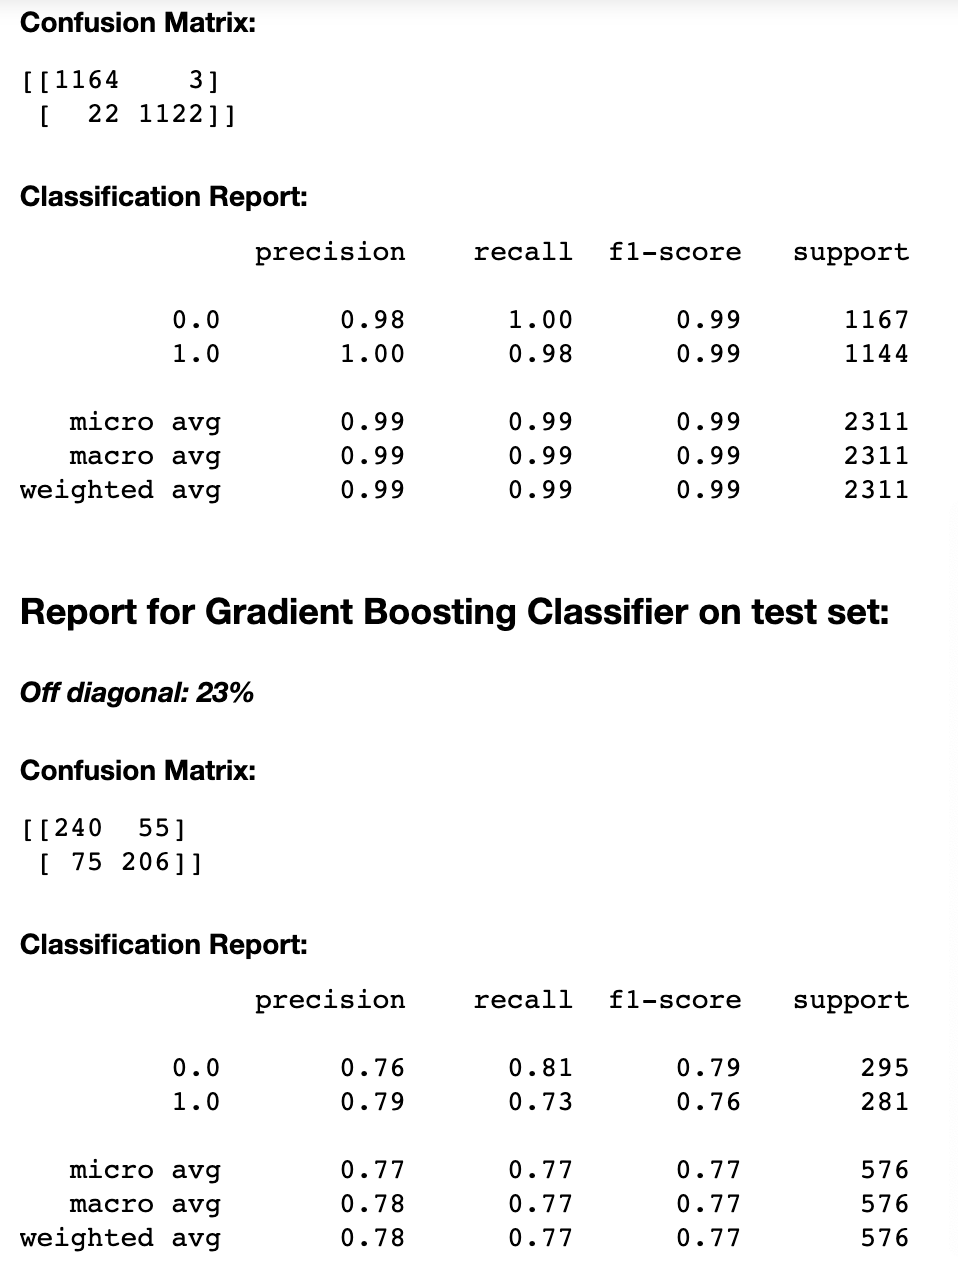 Confusion Matrix:
[[1164    3]
 [  22 1122]]
Classification Report:
              precision    recall  f1-score   support
         0.0       0.98      1.00      0.99      1167
         1.0       1.00      0.98      0.99      1144
   micro avg       0.99      0.99      0.99      2311
   macro avg       0.99      0.99      0.99      2311
weighted avg       0.99      0.99      0.99      2311
Report for Gradient Boosting Classifier on test set:
Off diagonal: 23%
Confusion Matrix:
[[240  55]
 [ 75 206]]
Classification Report:
              precision    recall  f1-score   support
         0.0       0.76      0.81      0.79       295
         1.0       0.79      0.73      0.76       281
   micro avg       0.77      0.77      0.77       576
   macro avg       0.78      0.77      0.77       576
weighted avg       0.78      0.77      0.77       576